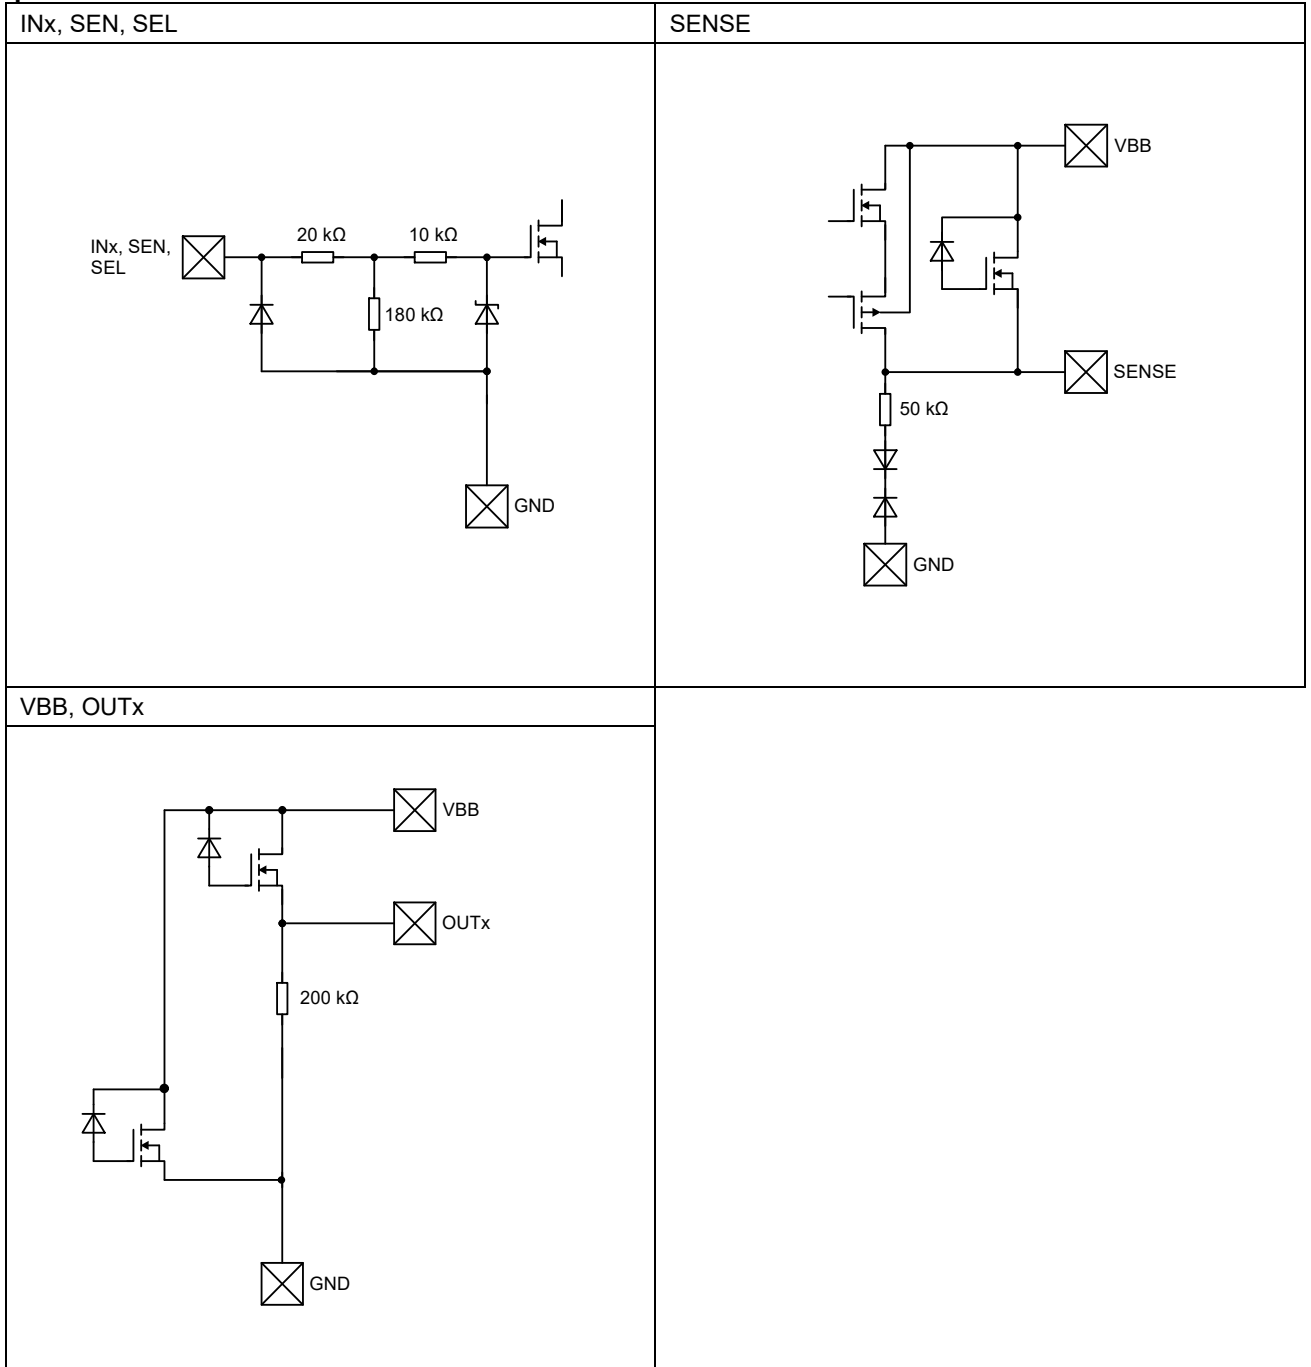 INx, SEN, SEL
SENSE
VBB
INx, SEN,
SEL
20 kΩ
10 kΩ
180 kΩ
GND
SENSE
50 kΩ
GND
VBB, OUTx
VBB
OUTx
200 kΩ
GND